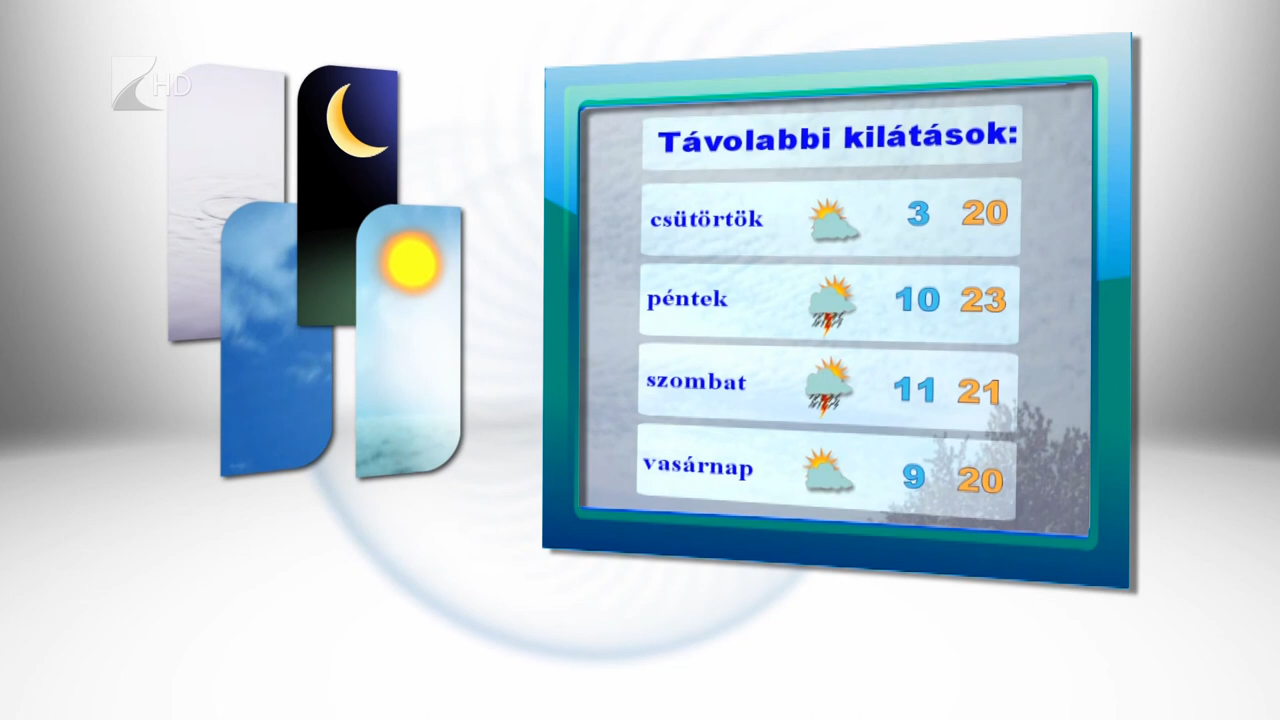 HD
Távolabbi kilátások:
csütörtök 3 20
péntek 10 23
szombat 11 21
vasárnap 9 20